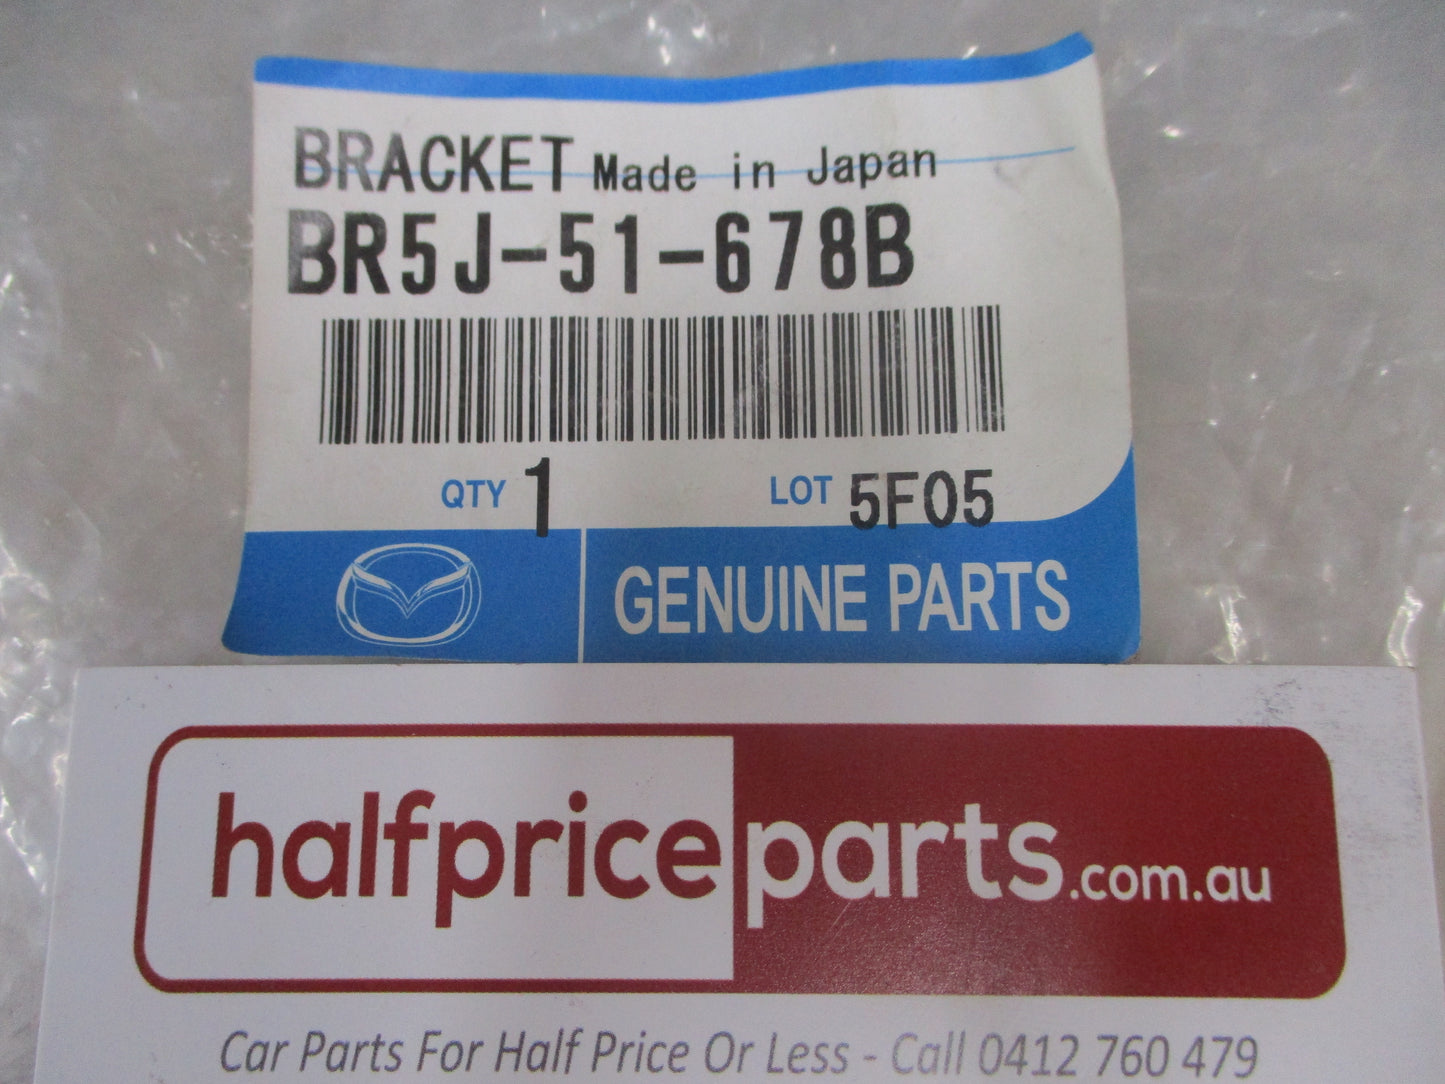 BRACKET Made in Japan
BR5J-51-678B
QTY 1 LOT 5F05
GENUINE PARTS
halfpriceparts.com.au
Car Parts For Half Price Or Less - Call 0412 760 479